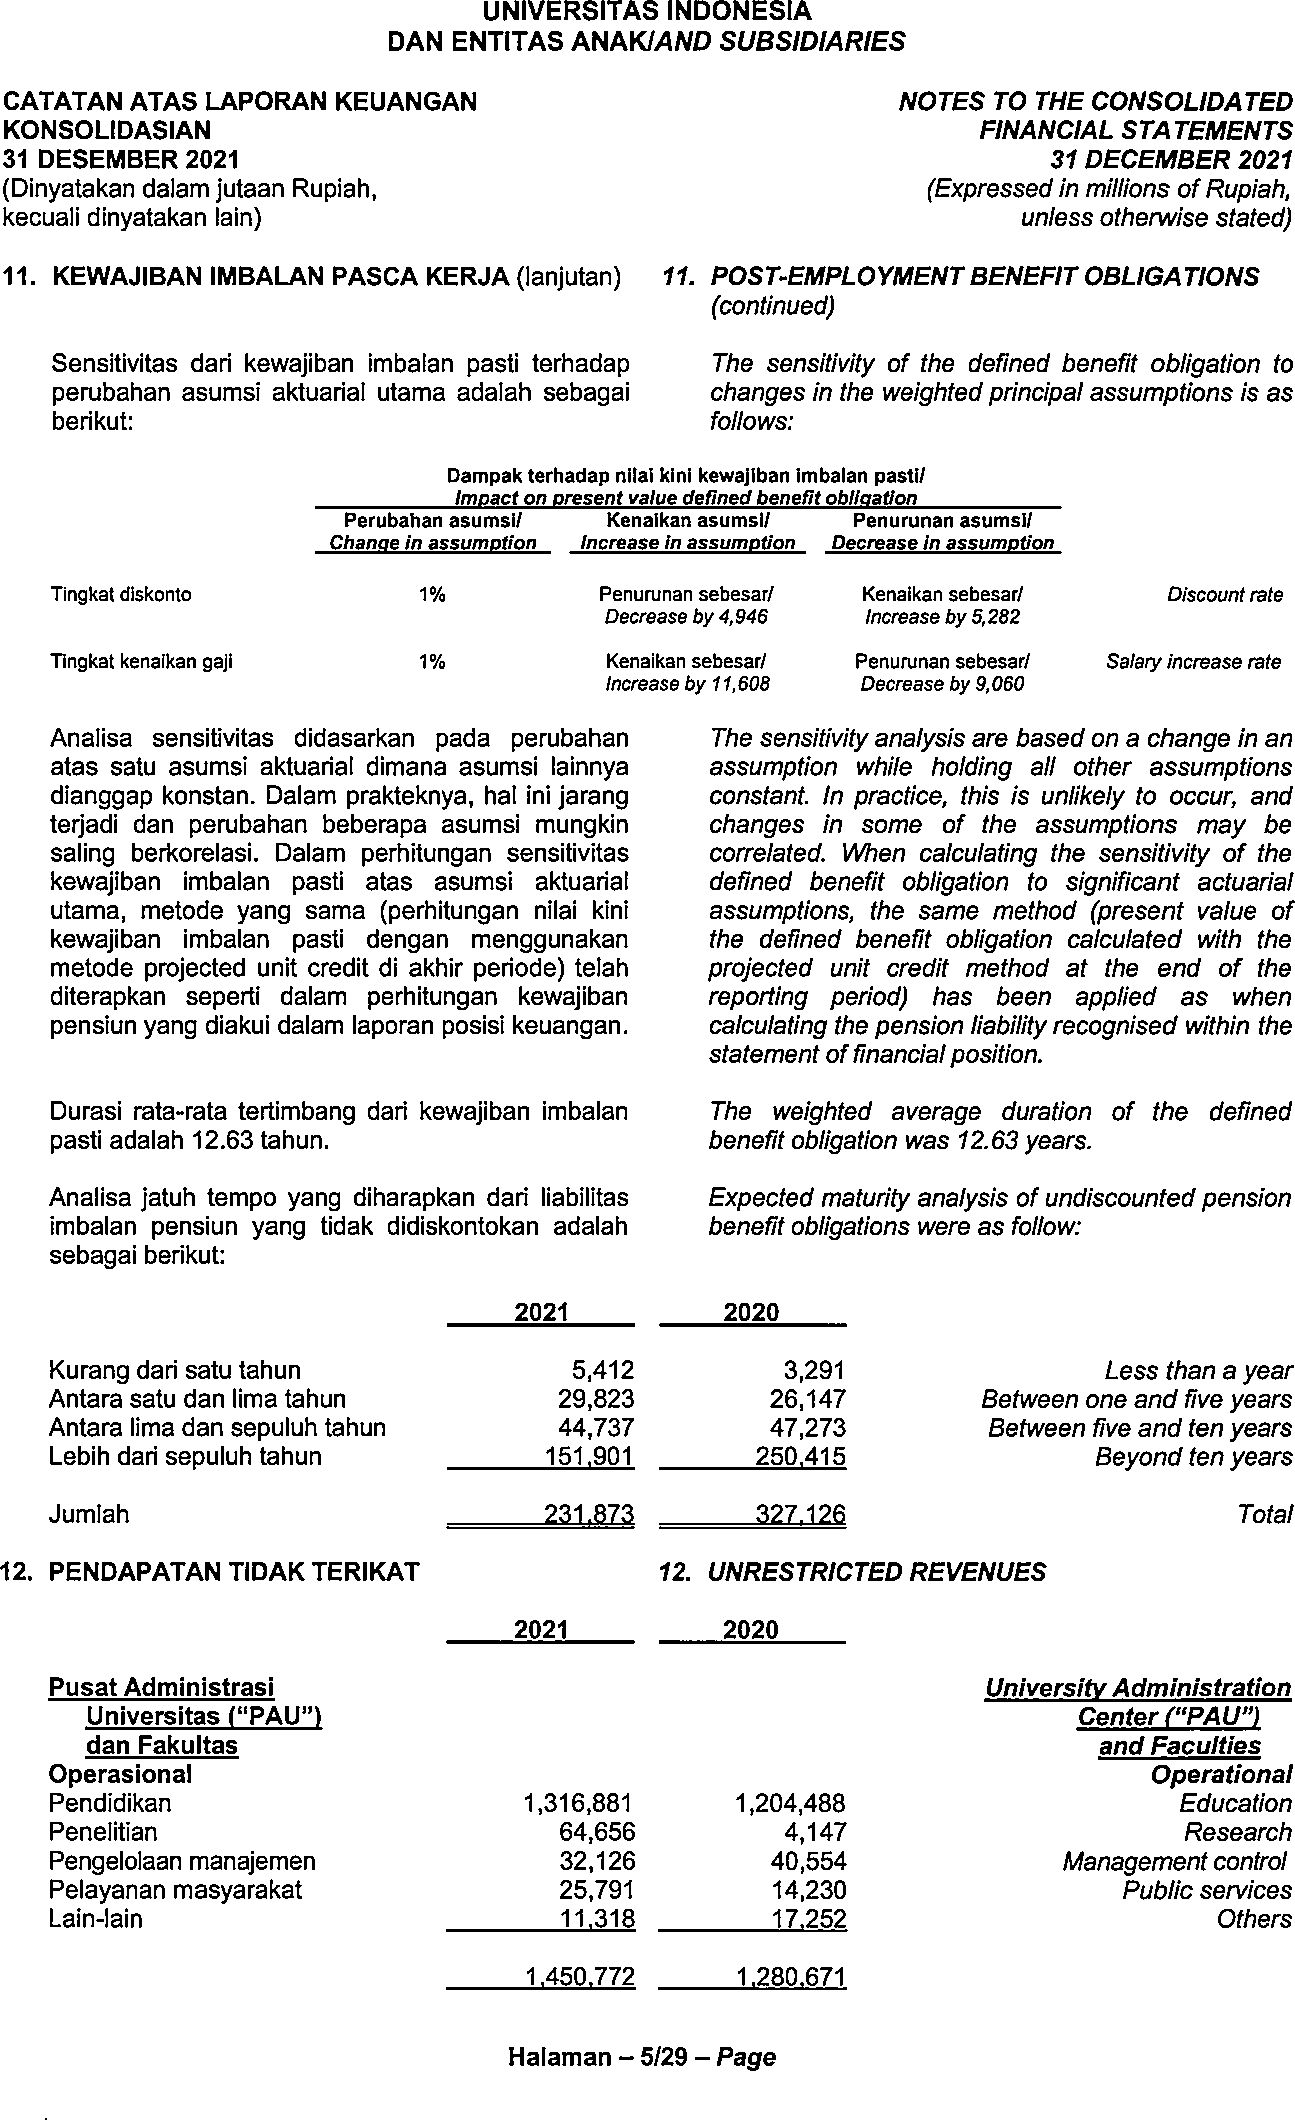 UNIVERSITAS INDONESIA
DAN ENTITAS ANAK/AND SUBSIDIARIES
CATATAN ATAS LAPORAN KEUANGAN
KONSOLIDASIAN
31 DESEMBER 2021
(Dinyatakan dalam jutaan Rupiah,
kecuali dinyatakan lain)
NOTES TO THE CONSOLIDATED
FINANCIAL STATEMENTS
31 DECEMBER 2021
(Expressed in millions of Rupiah,
unless otherwise stated)
11. KEWAJIBAN IMBALAN PASCA KERJA (lanjutan)
11. POST-EMPLOYMENT BENEFIT OBLIGATIONS
(continued)
Sensitivitas dari kewajiban imbalan pasti terhadap
perubahan asumsi aktuarial utama adalah sebagai
berikut:
The sensitivity of the defined benefit obligation to
changes in the weighted principal assumptions is as
follows:
Dampak terhadap nilai kini kewajiban imbalan pasti/
Impact on present value defined benefit obligation
Perubahan asumsi/ Kenaikan asumsi/ Penurunan asumsi/
Change in assumption Increase in assumption Decrease in assumption
Tingkat diskonto 1% Penurunan sebesar/ Kenaikan sebesar/ Discount rate
Decrease by 4,946 Increase by 5,282
Tingkat kenaikan gaji 1% Kenaikan sebesar/ Penurunan sebesar/ Salary increase rate
Increase by 11,608 Decrease by 9,060
Analisa sensitivitas didasarkan pada perubahan
atas satu asumsi aktuarial dimana asumsi lainnya
dianggap konstan. Dalam prakteknya, hal ini jarang
terjadi dan perubahan beberapa asumsi mungkin
saling berkorelasi. Dalam perhitungan sensitivitas
kewajiban imbalan pasti atas asumsi aktuarial
utama, metode yang sama (perhitungan nilai kini
kewajiban imbalan pasti dengan menggunakan
metode projected unit credit di akhir periode) telah
diterapkan seperti dalam perhitungan kewajiban
pensiun yang diakui dalam laporan posisi keuangan.
The sensitivity analysis are based on a change in an
assumption while holding all other assumptions
constant. In practice, this is unlikely to occur, and
changes in some of the assumptions may be
correlated. When calculating the sensitivity of the
defined benefit obligation to significant actuarial
assumptions, the same method (present value of
the defined benefit obligation calculated with the
projected unit credit method at the end of the
reporting period) has been applied as when
calculating the pension liability recognised within the
statement of financial position.
Durasi rata-rata tertimbang dari kewajiban imbalan
pasti adalah 12.63 tahun.
The weighted average duration of the defined
benefit obligation was 12.63 years.
Analisa jatuh tempo yang diharapkan dari liabilitas
imbalan pensiun yang tidak didiskontokan adalah
sebagai berikut:
Expected maturity analysis of undiscounted pension
benefit obligations were as follow:
2021 2020
Kurang dari satu tahun 5,412 3,291 Less than a year
Antara satu dan lima tahun 29,823 26,147 Between one and five years
Antara lima dan sepuluh tahun 44,737 47,273 Between five and ten years
Lebih dari sepuluh tahun 151,901 250,415 Beyond ten years
Jumlah 231,873 327,126 Total
12. PENDAPATAN TIDAK TERIKAT 12. UNRESTRICTED REVENUES
2021 2020
Pusat Administrasi University Administration
Universitas (“PAU”) Center (“PAU”)
dan Fakultas and Faculties
Operasional Operational
Pendidikan 1,316,881 1,204,488 Education
Penelitian 64,656 4,147 Research
Pengelolaan manajemen 32,126 40,554 Management control
Pelayanan masyarakat 25,791 14,230 Public services
Lain-lain 11,318 17,252 Others
1,450,772 1,280,671
Halaman – 5/29 – Page